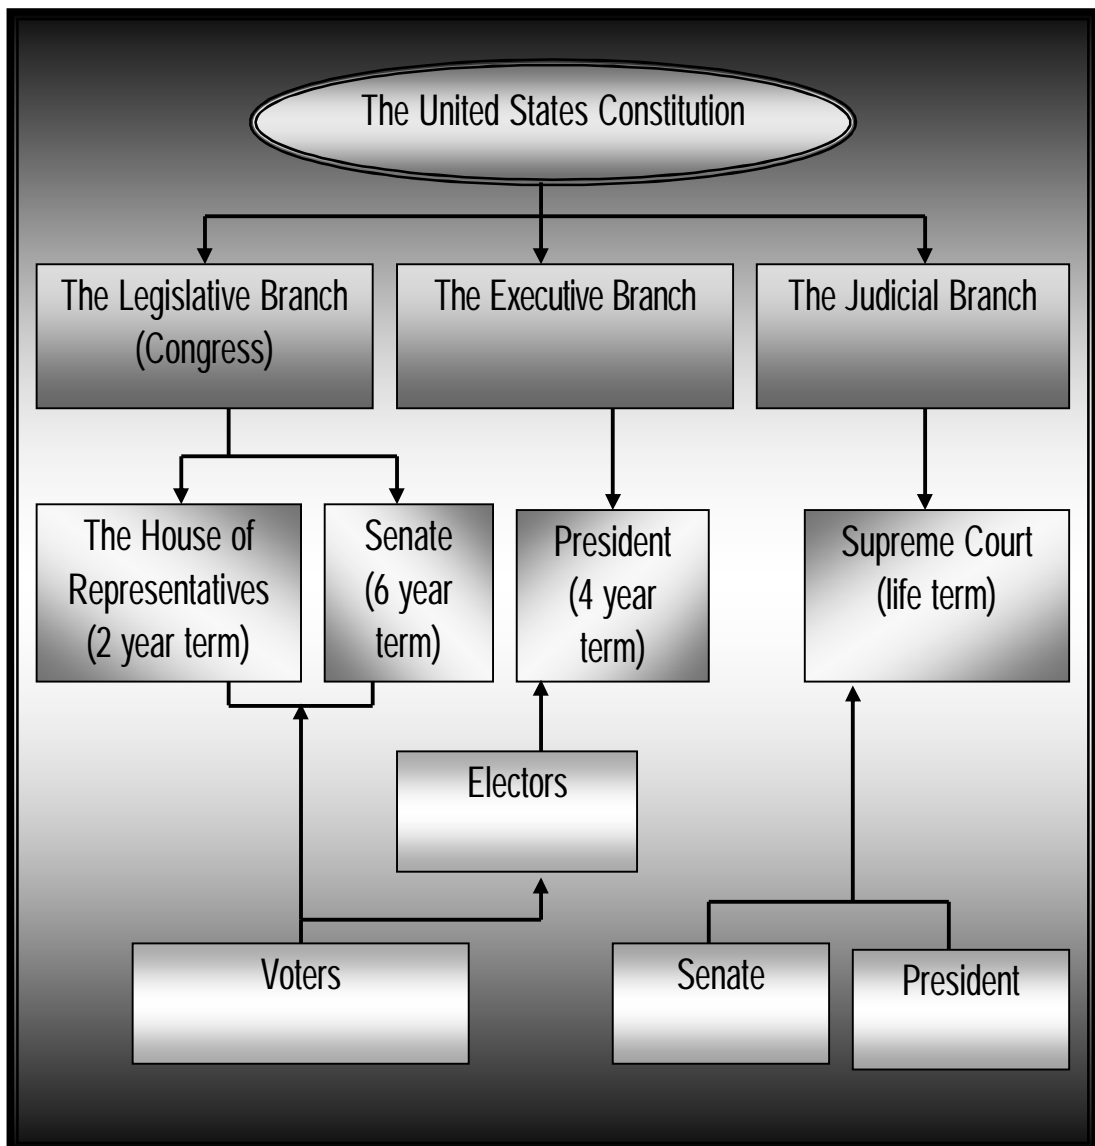 The United States Constitution
The Legislative Branch
(Congress)
The Executive Branch
The Judicial Branch
The House of
Representatives
(2 year term)
Senate
(6 year
term)
President
(4 year
term)
Supreme Court
(life term)
Electors
Voters
Senate
President